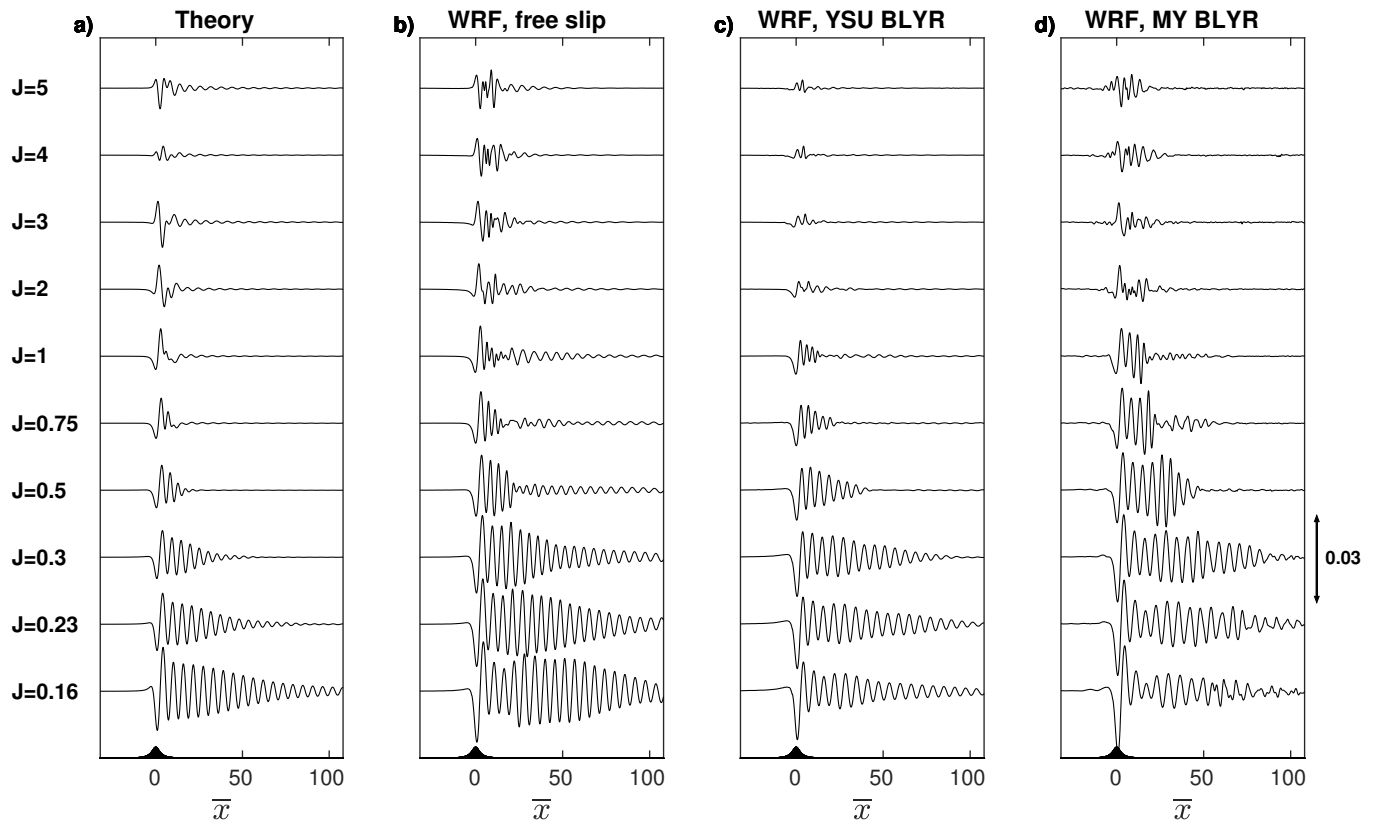 a) Theory
b) WRF, free slip
c) WRF, YSU BLYR
d) WRF, MY BLYR
J=5
J=4
J=3
J=2
J=1
J=0.75
J=0.5
J=0.3
J=0.23
J=0.16
0.03
0 50 100
0 50 100
0 50 100
0 50 100
x̅
x̅
x̅
x̅